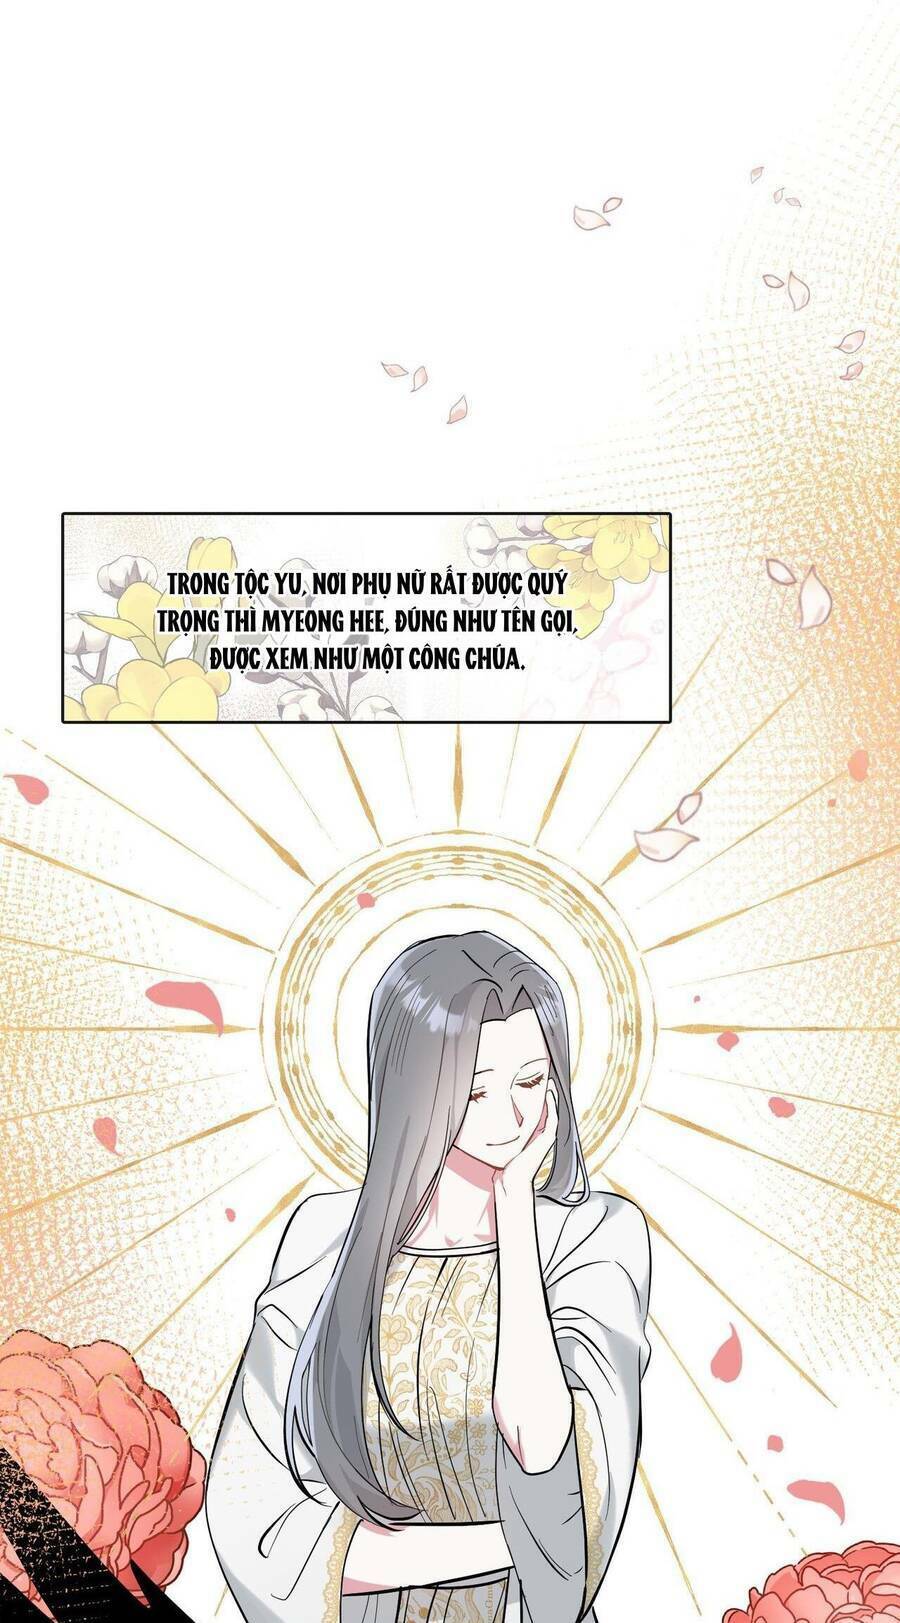 TRONG TỘC YU, NƠI PHỤ NỮ RẤT ĐƯỢC QUÝ
TRỌNG THÌ MYEONG HEE, ĐÚNG NHƯ TÊN GỌI,
ĐƯỢC XEM NHƯ MỘT CÔNG CHÚA.